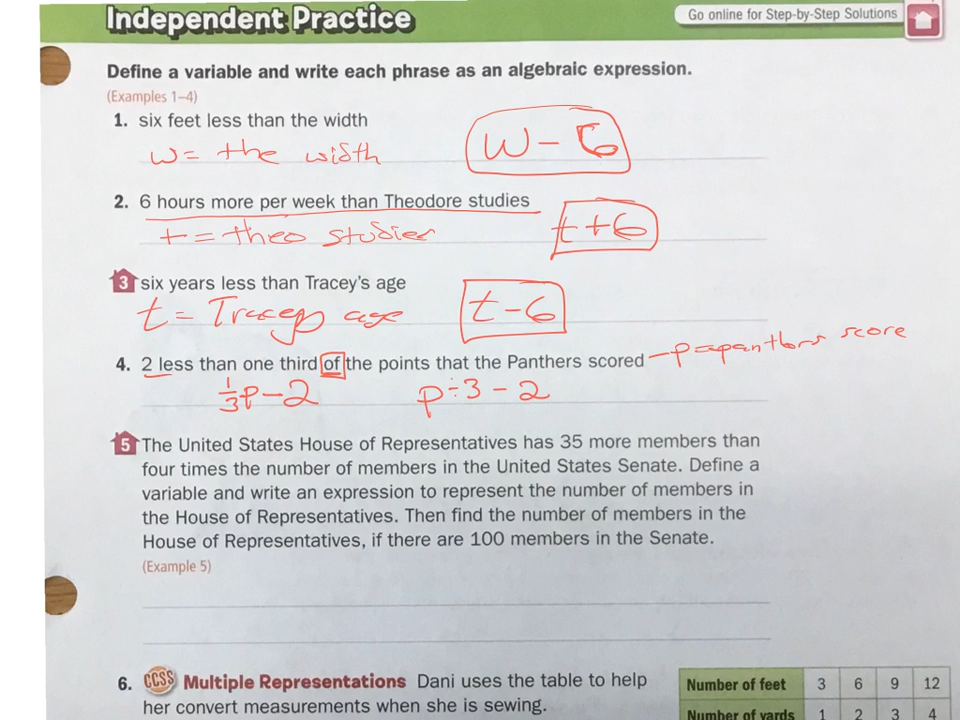 Independent Practice
Go online for Step-by-Step Solutions
Define a variable and write each phrase as an algebraic expression.
(Examples 1–4)
1. six feet less than the width
w = the width
w – 6
2. 6 hours more per week than Theodore studies
t = theo studies
t + 6
3 six years less than Tracey's age
t = Traceys age
t – 6
4. 2 less than one third of the points that the Panthers scored – p = panthers score
1/3 p – 2
p ÷ 3 – 2
5 The United States House of Representatives has 35 more members than
four times the number of members in the United States Senate. Define a
variable and write an expression to represent the number of members in
the House of Representatives. Then find the number of members in the
House of Representatives, if there are 100 members in the Senate.
(Example 5)
6. CCSS Multiple Representations Dani uses the table to help
her convert measurements when she is sewing.
Number of feet 3 6 9 12
Number of yards 1 2 3 4